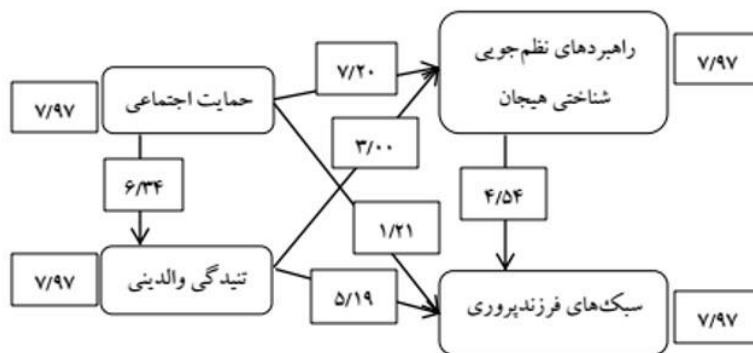 راهبردهای نظم‌جویی
شناختی هیجان
۷/۹۷
۷/۲۰
حمایت اجتماعی
۷/۹۷
۳/۰۰
۶/۳۴
۴/۵۴
۱/۲۱
تنیدگی والدینی
۷/۹۷
۵/۱۹
سبک‌های فرزندپروری
۷/۹۷